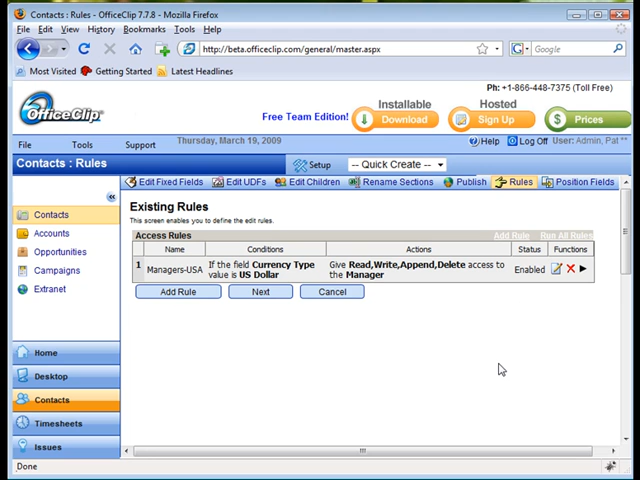 Contacts : Rules - OfficeClip 7.7.8 - Mozilla Firefox
File Edit View History Bookmarks Tools Help
http://beta.officeclip.com/general/master.aspx
Google
Most Visited Getting Started Latest Headlines
Ph: +1-866-448-7375 (Toll Free)
OfficeClip
Free Team Edition!
Installable
Download
Hosted
Sign Up
Prices
File Tools Support
Thursday, March 19, 2009
Help Log Off User: Admin, Pat
Contacts : Rules
Setup
-- Quick Create --
Edit Fixed Fields Edit UDFs Edit Children Rename Sections Publish Rules Position Fields
Contacts
Accounts
Opportunities
Campaigns
Extranet
Home
Desktop
Contacts
Timesheets
Issues
Existing Rules
This screen enables you to define the edit rules.
Access Rules Add Rule Run All Rules
Name Conditions Actions Status Functions
1 Managers-USA If the field Currency Type value is US Dollar Give Read,Write,Append,Delete access to the Manager Enabled
Add Rule Next Cancel
Done